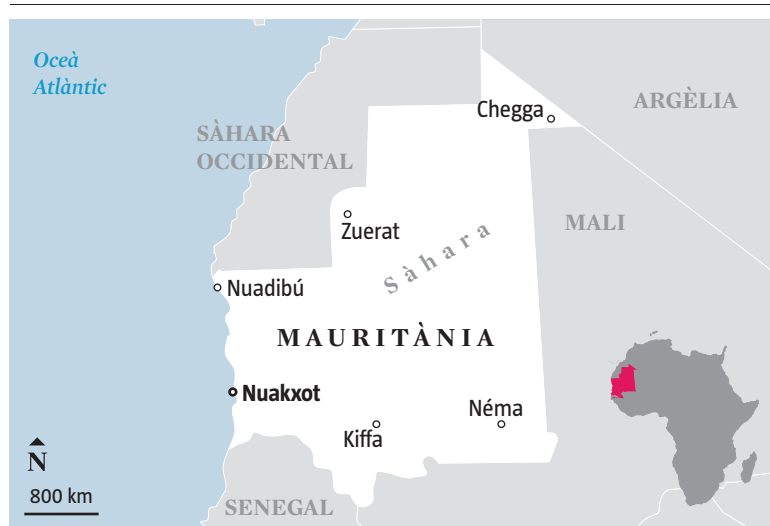 Oceà
Atlàntic
Chegga
ARGÈLIA
SÀHARA
OCCIDENTAL
Zuerat
Sàhara
MALI
Nuadibú
MAURITÀNIA
Nuakxot
Néma
Kiffa
N
800 km
SENEGAL